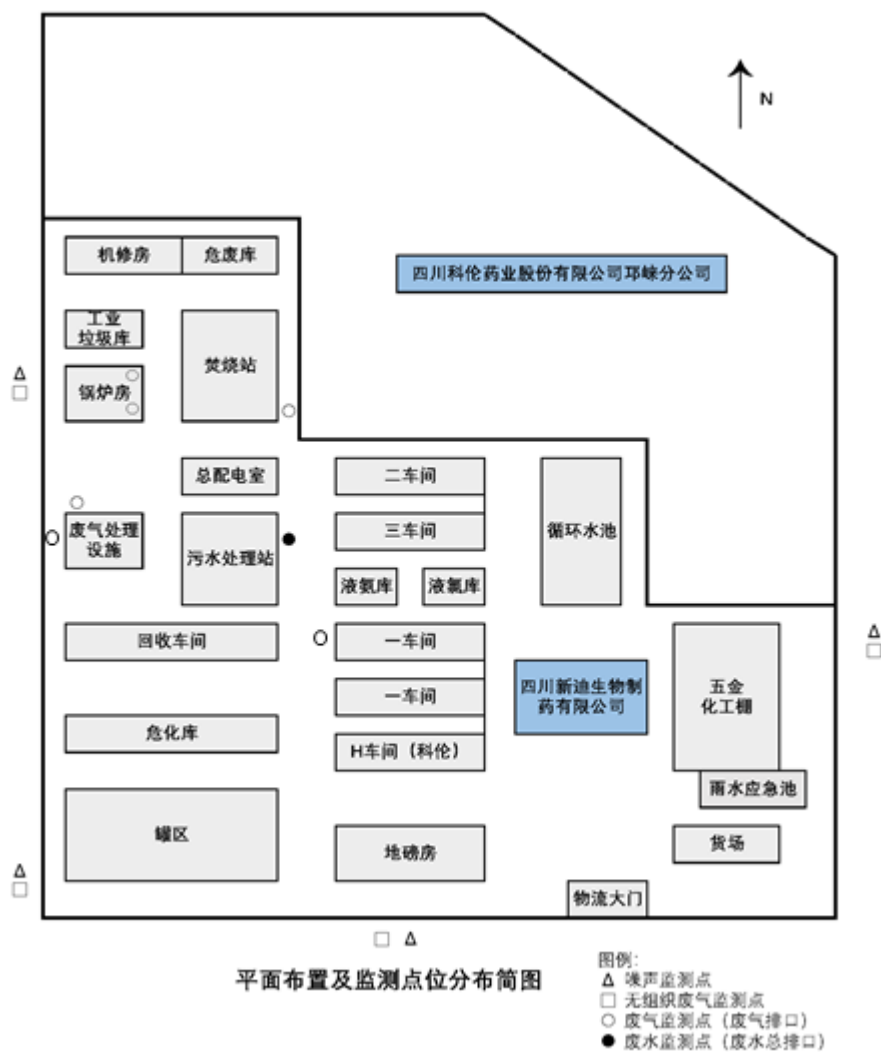 N
机修房
危废库
四川科伦药业股份有限公司邛崃分公司
工业
垃圾库
焚烧站
锅炉房
总配电室
二车间
循环水池
废气处理
设施
污水处理站
三车间
液氨库
液氯库
回收车间
一车间
四川新迪生物制
药有限公司
五金
化工棚
一车间
危化库
H车间（科伦）
雨水应急池
罐区
地磅房
货场
物流大门
平面布置及监测点位分布简图
图例:
Δ 噪声监测点
□ 无组织废气监测点
○ 废气监测点（废气排口）
● 废水监测点（废水总排口）